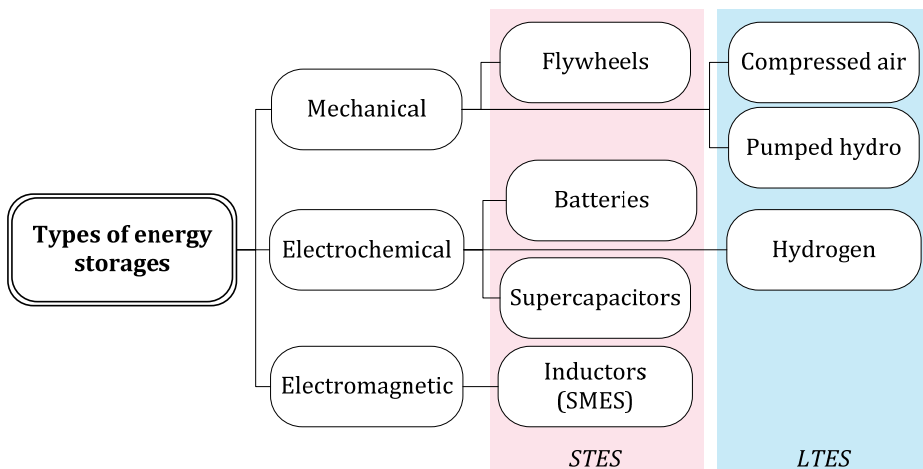 Types of energy
storages
Mechanical
Flywheels
Compressed air
Pumped hydro
Electrochemical
Batteries
Supercapacitors
Hydrogen
Electromagnetic
Inductors
(SMES)
STES
LTES